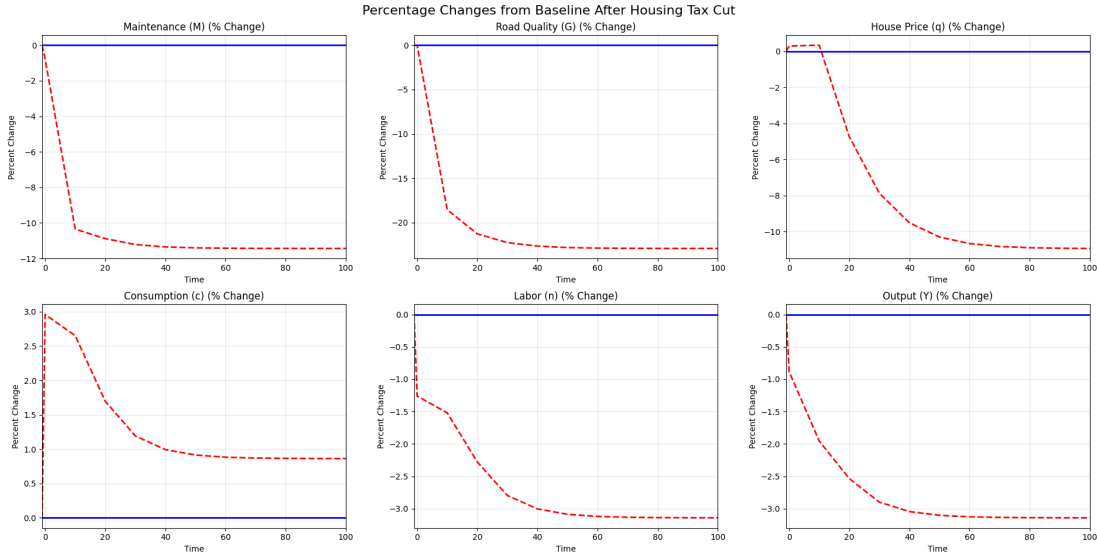 Percentage Changes from Baseline After Housing Tax Cut
Maintenance (M) (% Change)
Percent Change
0
−2
−4
−6
−8
−10
−12
0 20 40 60 80 100
Time
Road Quality (G) (% Change)
Percent Change
0
−5
−10
−15
−20
0 20 40 60 80 100
Time
House Price (q) (% Change)
Percent Change
0
−2
−4
−6
−8
−10
0 20 40 60 80 100
Time
Consumption (c) (% Change)
Percent Change
3.0
2.5
2.0
1.5
1.0
0.5
0.0
0 20 40 60 80 100
Time
Labor (n) (% Change)
Percent Change
0.0
−0.5
−1.0
−1.5
−2.0
−2.5
−3.0
0 20 40 60 80 100
Time
Output (Y) (% Change)
Percent Change
0.0
−0.5
−1.0
−1.5
−2.0
−2.5
−3.0
0 20 40 60 80 100
Time